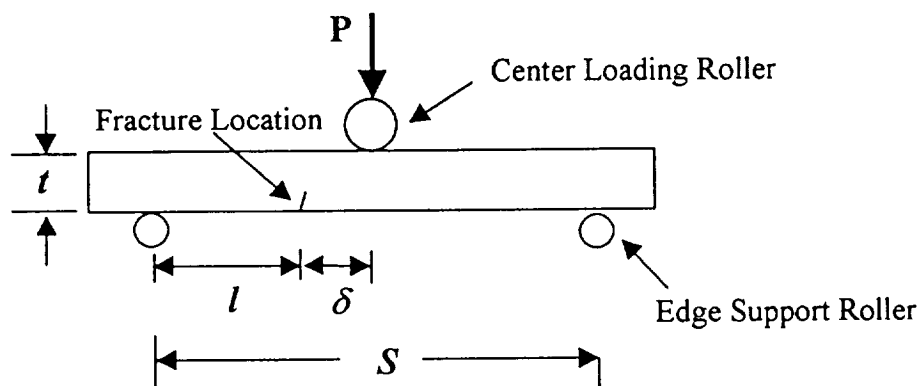 P
Center Loading Roller
Fracture Location
t
l
δ
Edge Support Roller
S